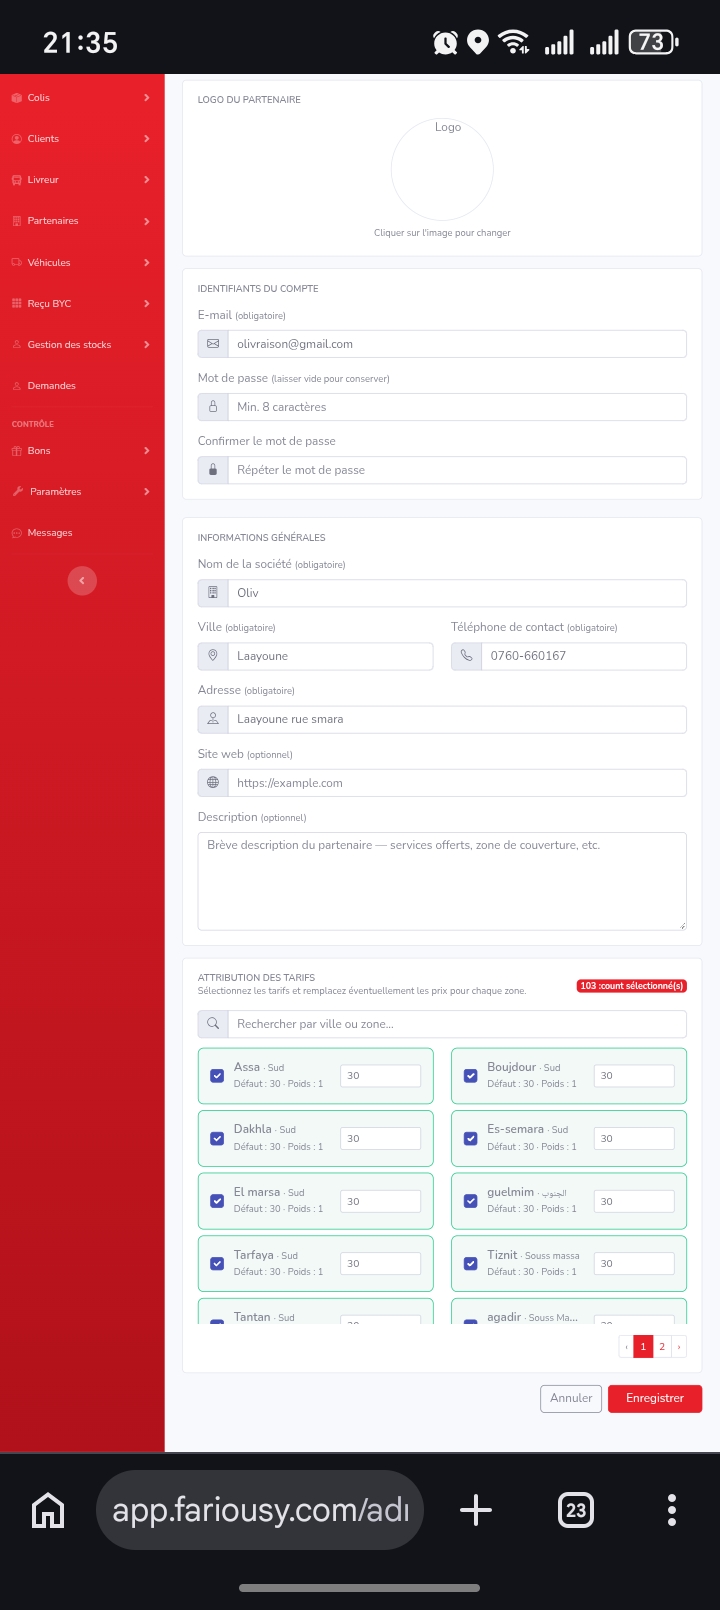 21:35
73
Colis
Clients
Livreur
Partenaires
Véhicules
Reçu BYC
Gestion des stocks
Demandes
CONTRÔLE
Bons
Paramètres
Messages
LOGO DU PARTENAIRE
Logo
Cliquer sur l'image pour changer
IDENTIFIANTS DU COMPTE
E-mail (obligatoire)
olivraison@gmail.com
Mot de passe (laisser vide pour conserver)
Min. 8 caractères
Confirmer le mot de passe
Répéter le mot de passe
INFORMATIONS GÉNÉRALES
Nom de la société (obligatoire)
Oliv
Ville (obligatoire)
Téléphone de contact (obligatoire)
Laayoune
0760-660167
Adresse (obligatoire)
Laayoune rue smara
Site web (optionnel)
https://example.com
Description (optionnel)
Brève description du partenaire — services offerts, zone de couverture, etc.
ATTRIBUTION DES TARIFS
Sélectionnez les tarifs et remplacez éventuellement les prix pour chaque zone.
103 :count sélectionné(s)
Rechercher par ville ou zone...
Assa · Sud
Défaut : 30 · Poids : 1
30
Boujdour · Sud
Défaut : 30 · Poids : 1
30
Dakhla · Sud
Défaut : 30 · Poids : 1
30
Es-semara · Sud
Défaut : 30 · Poids : 1
30
El marsa · Sud
Défaut : 30 · Poids : 1
30
guelmim · الجنوب
Défaut : 30 · Poids : 1
30
Tarfaya · Sud
Défaut : 30 · Poids : 1
30
Tiznit · Souss massa
Défaut : 30 · Poids : 1
30
Tantan · Sud
30
agadir · Souss Ma...
30
‹ 1 2 ›
Annuler
Enregistrer
app.fariousy.com/adı
23